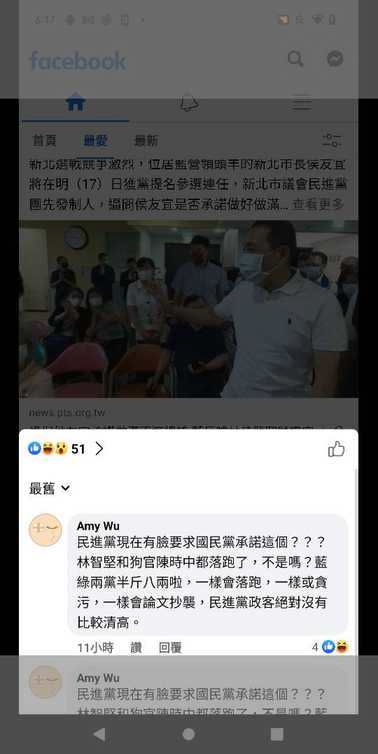 6:17
facebook
首頁 最愛 最新
新北選戰競爭激烈，位居藍營領頭羊的新北市長侯友宜
將在明（17）日獲黨提名參選連任，新北市議會民進黨
團先發制人，逼問侯友宜是否承諾做好做滿... 查看更多
news.pts.org.tw
51
最舊
Amy Wu
民進黨現在有臉要求國民黨承諾這個？？？
林智堅和狗官陳時中都落跑了，不是嗎？藍
綠兩黨半斤八兩啦，一樣會落跑，一樣或貪
污，一樣會論文抄襲，民進黨政客絕對沒有
比較清高。
11小時 讚 回覆 4
Amy Wu
民進黨現在有臉要求國民黨承諾這個？？？
林智堅和狗官陳時中都落跑了，不是嗎？藍